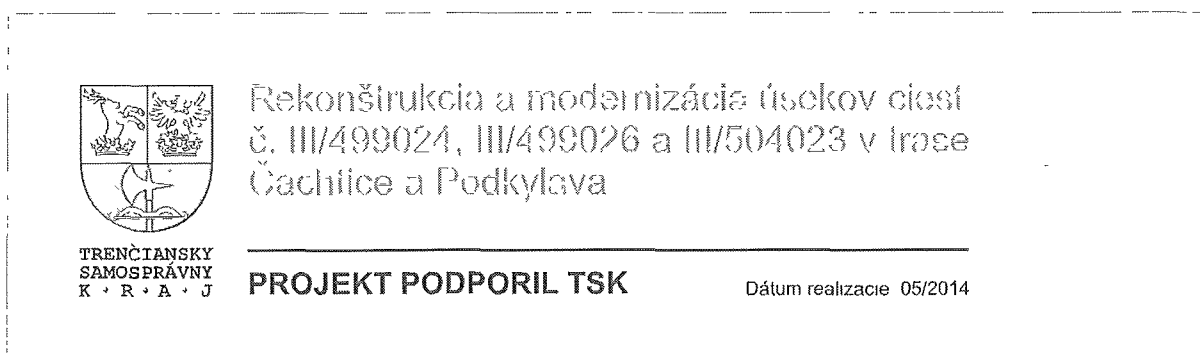 Rekonštrukcia a modernizácia úsekov ciest
č. III/499024, III/499026 a III/504023 v trase
Čachtice a Podkylava
TRENČIANSKY
SAMOSPRÁVNY
K · R · A · J
PROJEKT PODPORIL TSK
Dátum realizacie 05/2014